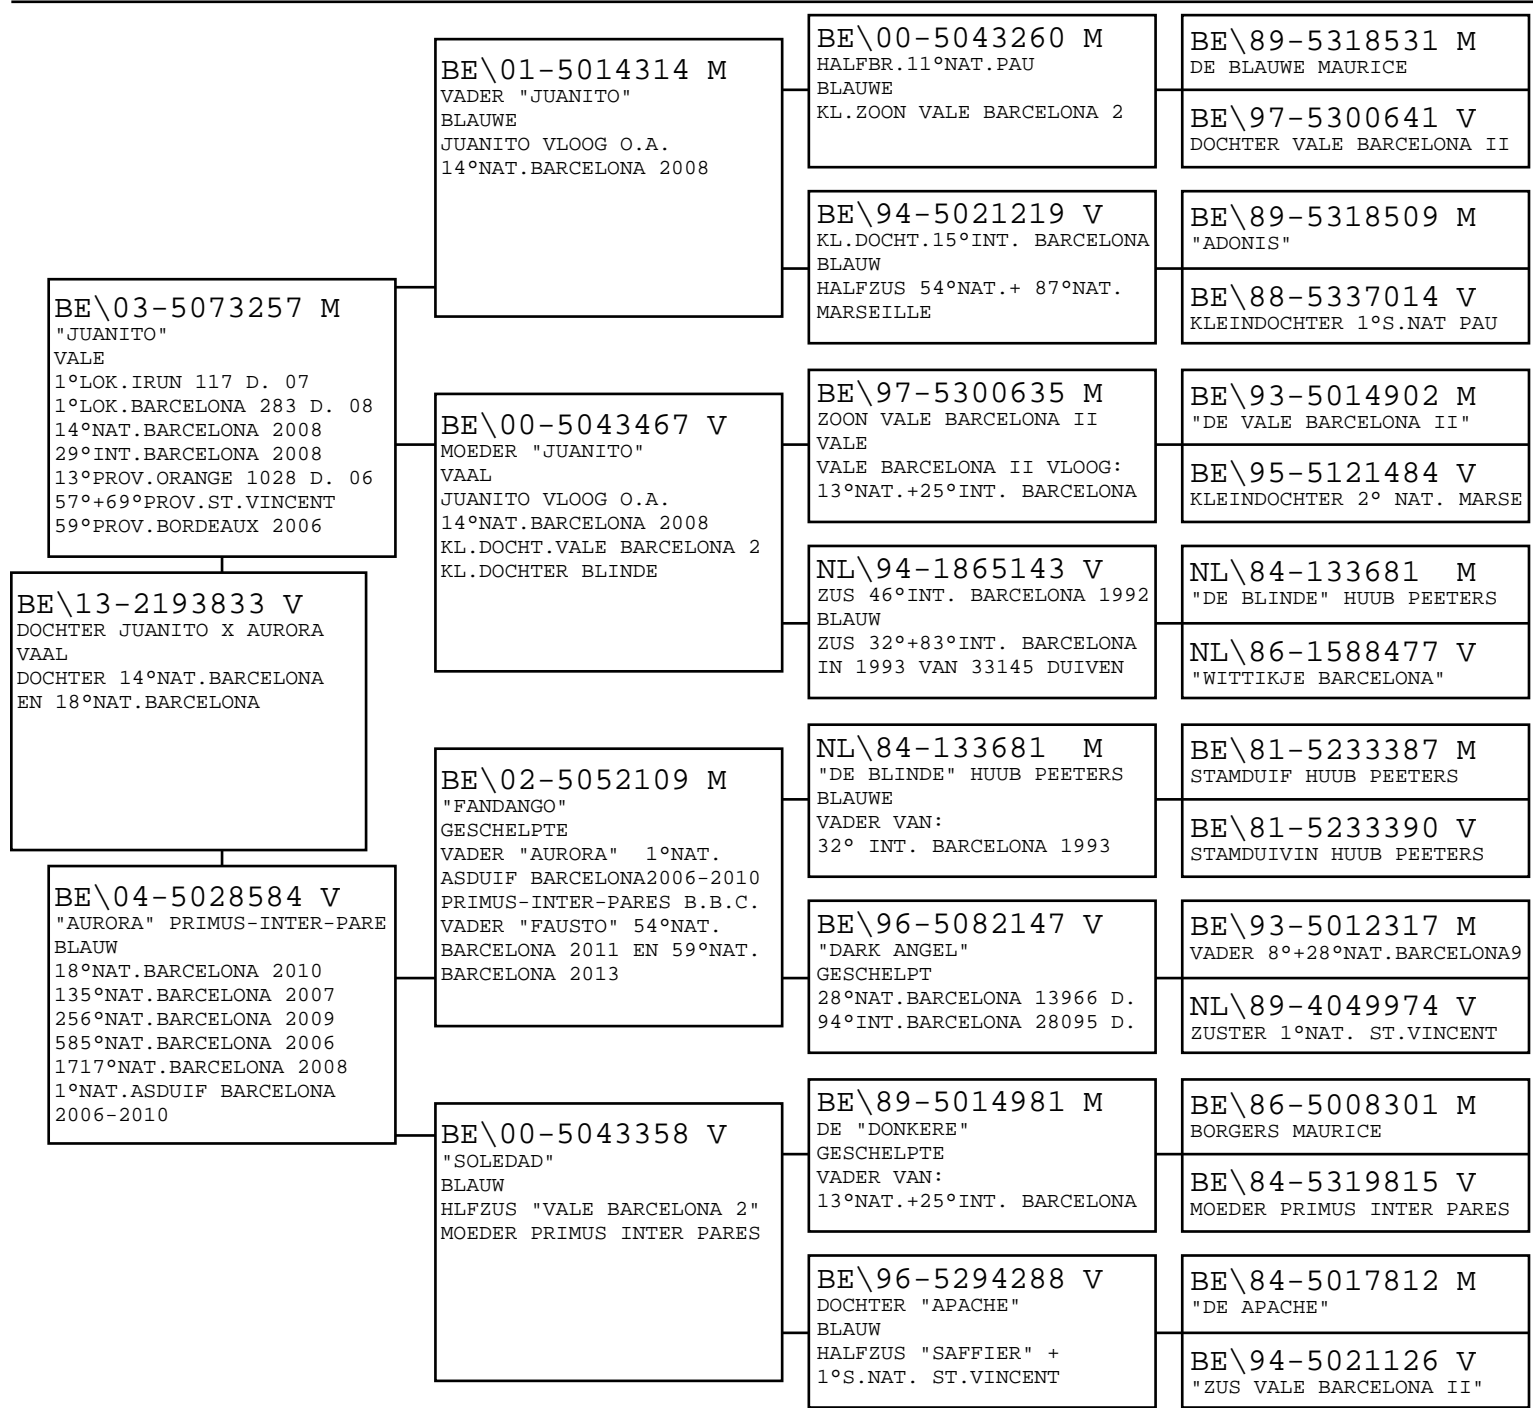 BE\13-2193833 V
DOCHTER JUANITO X AURORA
VAAL
DOCHTER 14°NAT.BARCELONA
EN 18°NAT.BARCELONA
BE\03-5073257 M
"JUANITO"
VALE
1°LOK.IRUN 117 D. 07
1°LOK.BARCELONA 283 D. 08
14°NAT.BARCELONA 2008
29°INT.BARCELONA 2008
13°PROV.ORANGE 1028 D. 06
57°+69°PROV.ST.VINCENT
59°PROV.BORDEAUX 2006
BE\04-5028584 V
"AURORA" PRIMUS-INTER-PARE
BLAUW
18°NAT.BARCELONA 2010
135°NAT.BARCELONA 2007
256°NAT.BARCELONA 2009
585°NAT.BARCELONA 2006
1717°NAT.BARCELONA 2008
1°NAT.ASDUIF BARCELONA
2006-2010
BE\01-5014314 M
VADER "JUANITO"
BLAUWE
JUANITO VLOOG O.A.
14°NAT.BARCELONA 2008
BE\00-5043467 V
MOEDER "JUANITO"
VAAL
JUANITO VLOOG O.A.
14°NAT.BARCELONA 2008
KL.DOCHT.VALE BARCELONA 2
KL.DOCHTER BLINDE
BE\02-5052109 M
"FANDANGO"
GESCHELPTE
VADER "AURORA"  1°NAT.
ASDUIF BARCELONA2006-2010
PRIMUS-INTER-PARES B.B.C.
VADER "FAUSTO" 54°NAT.
BARCELONA 2011 EN 59°NAT.
BARCELONA 2013
BE\00-5043358 V
"SOLEDAD"
BLAUW
HLFZUS "VALE BARCELONA 2"
MOEDER PRIMUS INTER PARES
BE\00-5043260 M
HALFBR.11°NAT.PAU
BLAUWE
KL.ZOON VALE BARCELONA 2
BE\94-5021219 V
KL.DOCHT.15°INT. BARCELONA
BLAUW
HALFZUS 54°NAT.+ 87°NAT.
MARSEILLE
BE\97-5300635 M
ZOON VALE BARCELONA II
VALE
VALE BARCELONA II VLOOG:
13°NAT.+25°INT. BARCELONA
NL\94-1865143 V
ZUS 46°INT. BARCELONA 1992
BLAUW
ZUS 32°+83°INT. BARCELONA
IN 1993 VAN 33145 DUIVEN
NL\84-133681  M
"DE BLINDE" HUUB PEETERS
BLAUWE
VADER VAN:
32° INT. BARCELONA 1993
BE\96-5082147 V
"DARK ANGEL"
GESCHELPT
28°NAT.BARCELONA 13966 D.
94°INT.BARCELONA 28095 D.
BE\89-5014981 M
DE "DONKERE"
GESCHELPTE
VADER VAN:
13°NAT.+25°INT. BARCELONA
BE\96-5294288 V
DOCHTER "APACHE"
BLAUW
HALFZUS "SAFFIER" +
1°S.NAT. ST.VINCENT
BE\89-5318531 M
DE BLAUWE MAURICE
BE\97-5300641 V
DOCHTER VALE BARCELONA II
BE\89-5318509 M
"ADONIS"
BE\88-5337014 V
KLEINDOCHTER 1°S.NAT PAU
BE\93-5014902 M
"DE VALE BARCELONA II"
BE\95-5121484 V
KLEINDOCHTER 2° NAT. MARSE
NL\84-133681  M
"DE BLINDE" HUUB PEETERS
NL\86-1588477 V
"WITTIKJE BARCELONA"
BE\81-5233387 M
STAMDUIF HUUB PEETERS
BE\81-5233390 V
STAMDUIVIN HUUB PEETERS
BE\93-5012317 M
VADER 8°+28°NAT.BARCELONA9
NL\89-4049974 V
ZUSTER 1°NAT. ST.VINCENT
BE\86-5008301 M
BORGERS MAURICE
BE\84-5319815 V
MOEDER PRIMUS INTER PARES
BE\84-5017812 M
"DE APACHE"
BE\94-5021126 V
"ZUS VALE BARCELONA II"